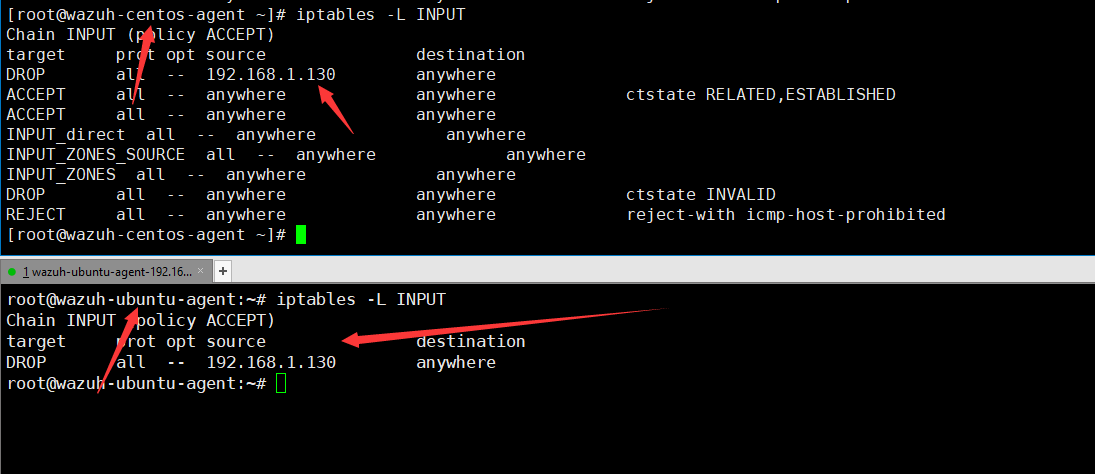 [root@wazuh-centos-agent ~]# iptables -L INPUT
Chain INPUT (policy ACCEPT)
target     prot opt source               destination
DROP       all  --  192.168.1.130        anywhere
ACCEPT     all  --  anywhere             anywhere             ctstate RELATED,ESTABLISHED
ACCEPT     all  --  anywhere             anywhere
INPUT_direct  all  --  anywhere             anywhere
INPUT_ZONES_SOURCE  all  --  anywhere             anywhere
INPUT_ZONES  all  --  anywhere             anywhere
DROP       all  --  anywhere             anywhere             ctstate INVALID
REJECT     all  --  anywhere             anywhere             reject-with icmp-host-prohibited
[root@wazuh-centos-agent ~]#
1 wazuh-ubuntu-agent-192.16... × +
root@wazuh-ubuntu-agent:~# iptables -L INPUT
Chain INPUT (policy ACCEPT)
target     prot opt source               destination
DROP       all  --  192.168.1.130        anywhere
root@wazuh-ubuntu-agent:~#